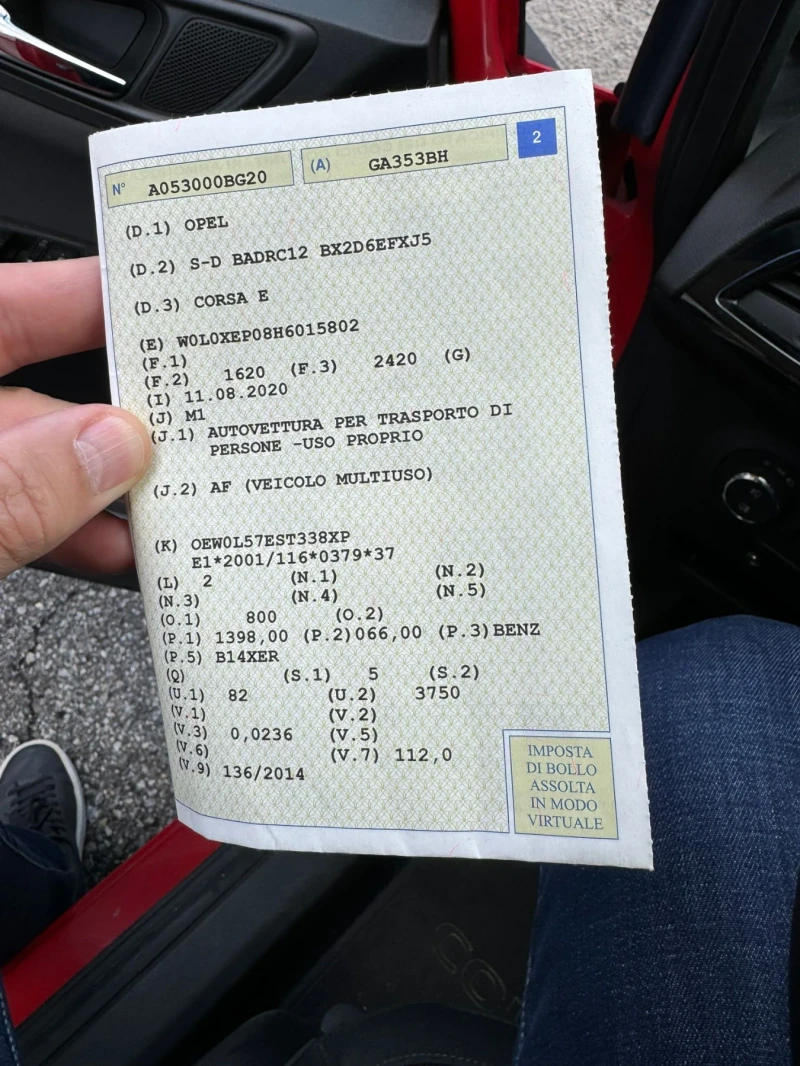 N° A053000BG20 (A) GA353BH 2
(D.1) OPEL
(D.2) S-D BADRC12 BX2D6EFXJ5
(D.3) CORSA E
(E) W0L0XEP08H6015802
(F.1)
(F.2) 1620 (F.3) 2420 (G)
(I) 11.08.2020
(J) M1
(J.1) AUTOVETTURA PER TRASPORTO DI
PERSONE -USO PROPRIO
(J.2) AF (VEICOLO MULTIUSO)
(K) OEW0L57EST338XP
E1*2001/116*0379*37
(L) 2 (N.1) (N.2)
(N.3) (N.4) (N.5)
(O.1) 800 (O.2)
(P.1) 1398,00 (P.2)066,00 (P.3)BENZ
(P.5) B14XER
(Q) (S.1) 5 (S.2)
(U.1) 82 (U.2) 3750
(V.1) (V.2)
(V.3) 0,0236 (V.5)
(V.6) (V.7) 112,0
(V.9) 136/2014
IMPOSTA
DI BOLLO
ASSOLTA
IN MODO
VIRTUALE